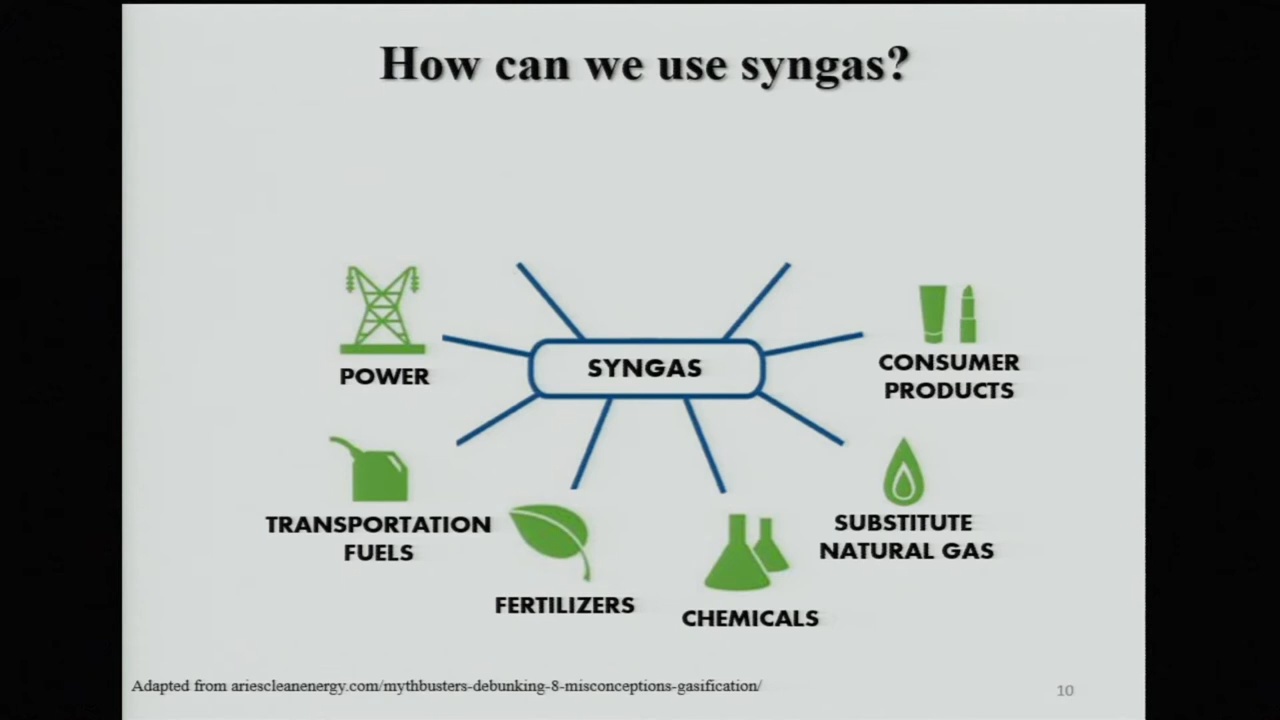 How can we use syngas?
SYNGAS
POWER
CONSUMER
PRODUCTS
TRANSPORTATION
FUELS
SUBSTITUTE
NATURAL GAS
FERTILIZERS
CHEMICALS
Adapted from ariescleanenergy.com/mythbusters-debunking-8-misconceptions-gasification/
10